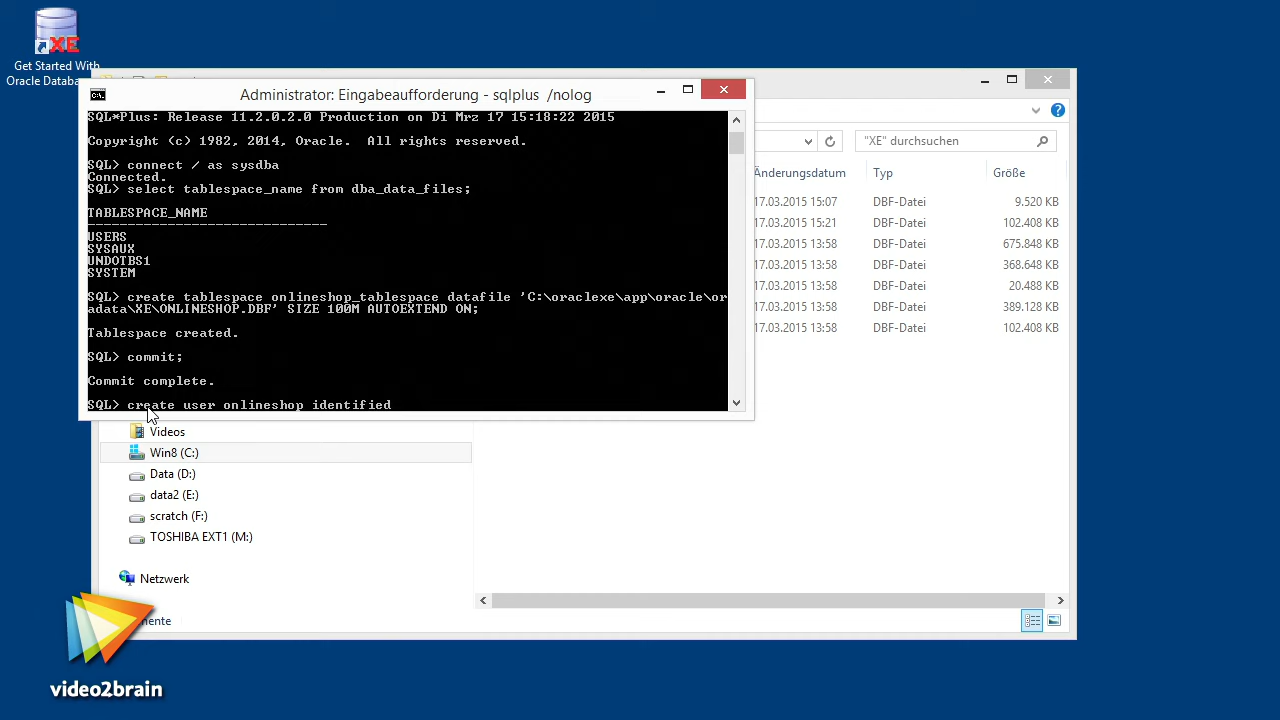 XE
Get Started With
Oracle Databa
Administrator: Eingabeaufforderung - sqlplus /nolog
SQL*Plus: Release 11.2.0.2.0 Production on Di Mrz 17 15:18:22 2015
Copyright (c) 1982, 2014, Oracle. All rights reserved.
SQL> connect / as sysdba
Connected.
SQL> select tablespace_name from dba_data_files;
TABLESPACE_NAME
------------------------------
USERS
SYSAUX
UNDOTBS1
SYSTEM
SQL> create tablespace onlineshop_tablespace datafile 'C:\oraclexe\app\oracle\or
adata\XE\ONLINESHOP.DBF' SIZE 100M AUTOEXTEND ON;
Tablespace created.
SQL> commit;
Commit complete.
SQL> create user onlineshop identified
"XE" durchsuchen
Änderungsdatum Typ Größe
17.03.2015 15:07 DBF-Datei 9.520 KB
17.03.2015 15:21 DBF-Datei 102.408 KB
17.03.2015 13:58 DBF-Datei 675.848 KB
17.03.2015 13:58 DBF-Datei 368.648 KB
17.03.2015 13:58 DBF-Datei 20.488 KB
17.03.2015 13:58 DBF-Datei 389.128 KB
17.03.2015 13:58 DBF-Datei 102.408 KB
Videos
Win8 (C:)
Data (D:)
data2 (E:)
scratch (F:)
TOSHIBA EXT1 (M:)
Netzwerk
mente
video2brain